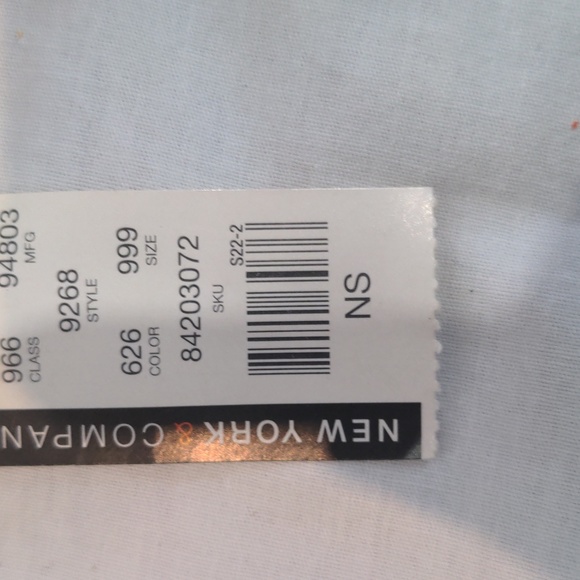 NEW YORK & COMPAN
966 94803
CLASS MFG
9268
STYLE
626 999
COLOR SIZE
84203072
SKU
S22-2
NS